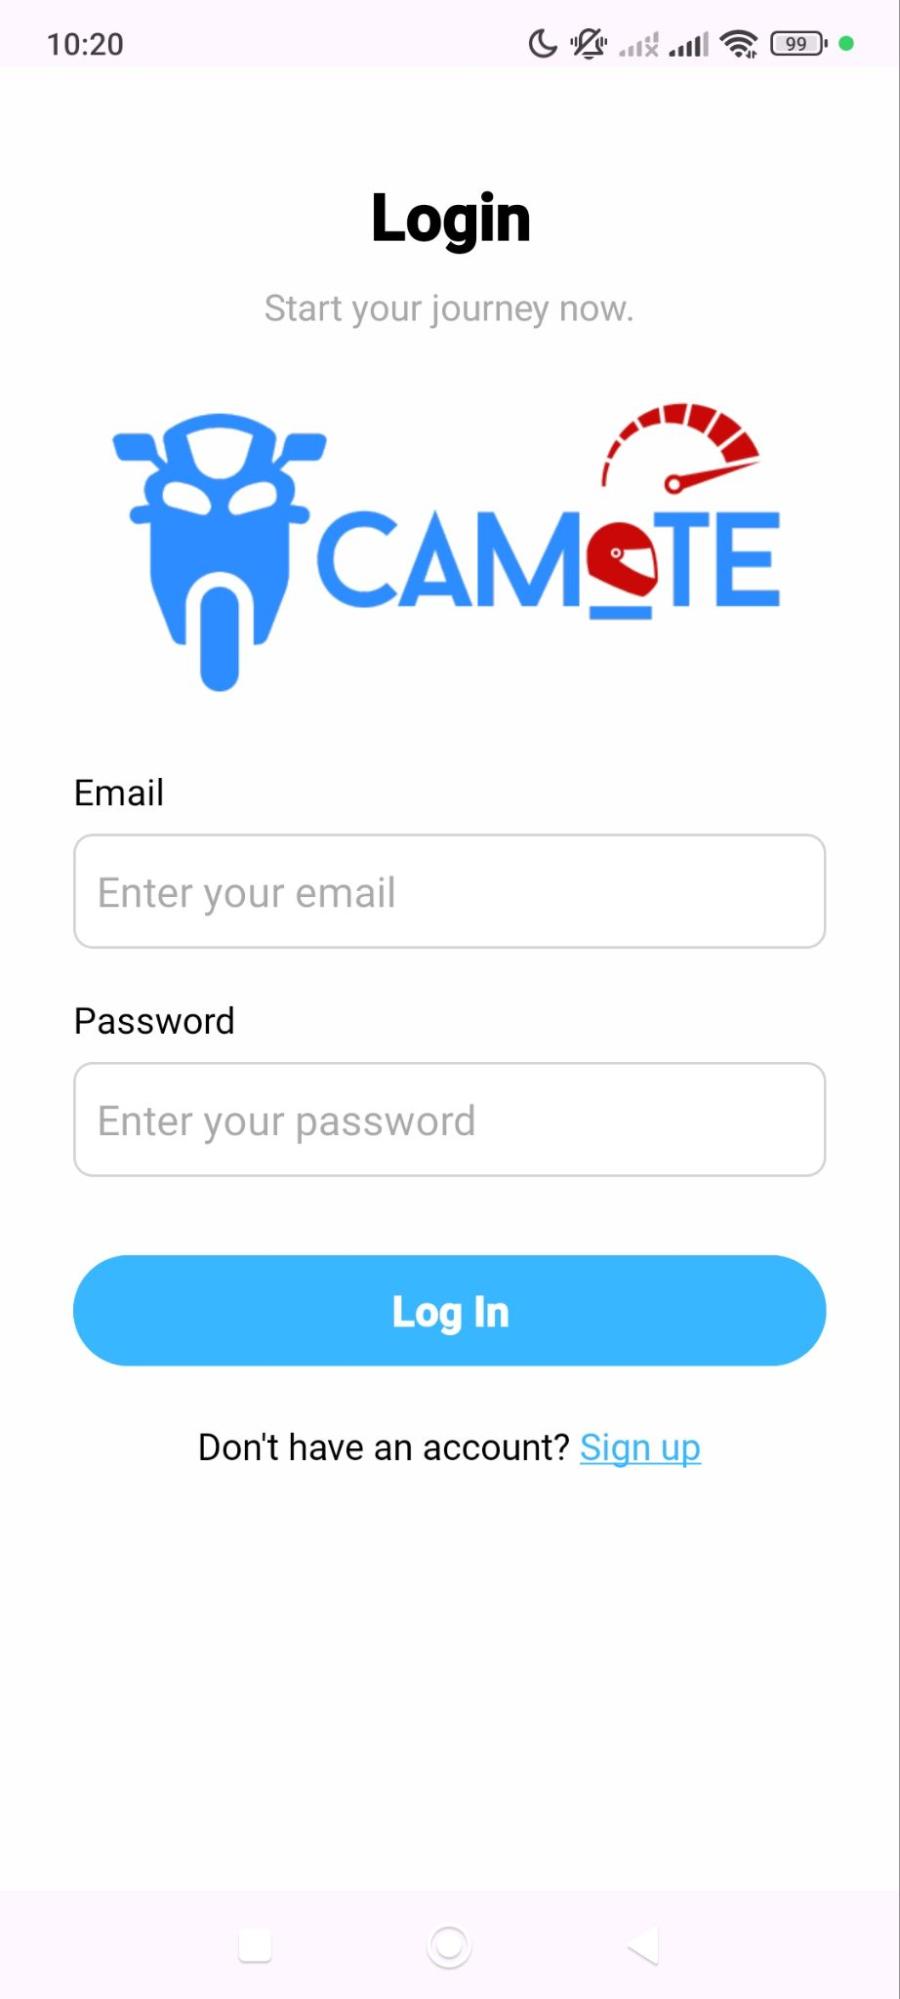 10:20
99
Login
Start your journey now.
CAMOTE
Email
Enter your email
Password
Enter your password
Log In
Don't have an account? Sign up